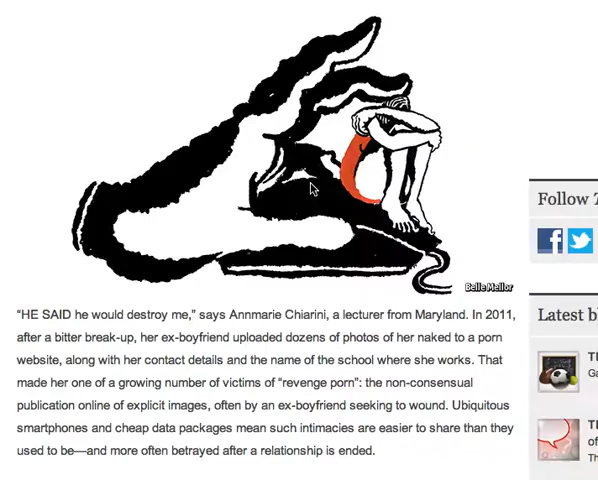 Belle Mellor
“HE SAID he would destroy me,” says Annmarie Chiarini, a lecturer from Maryland. In 2011,
after a bitter break-up, her ex-boyfriend uploaded dozens of photos of her naked to a porn
website, along with her contact details and the name of the school where she works. That
made her one of a growing number of victims of “revenge porn”: the non-consensual
publication online of explicit images, often by an ex-boyfriend seeking to wound. Ubiquitous
smartphones and cheap data packages mean such intimacies are easier to share than they
used to be—and more often betrayed after a relationship is ended.
Follow
Latest
of